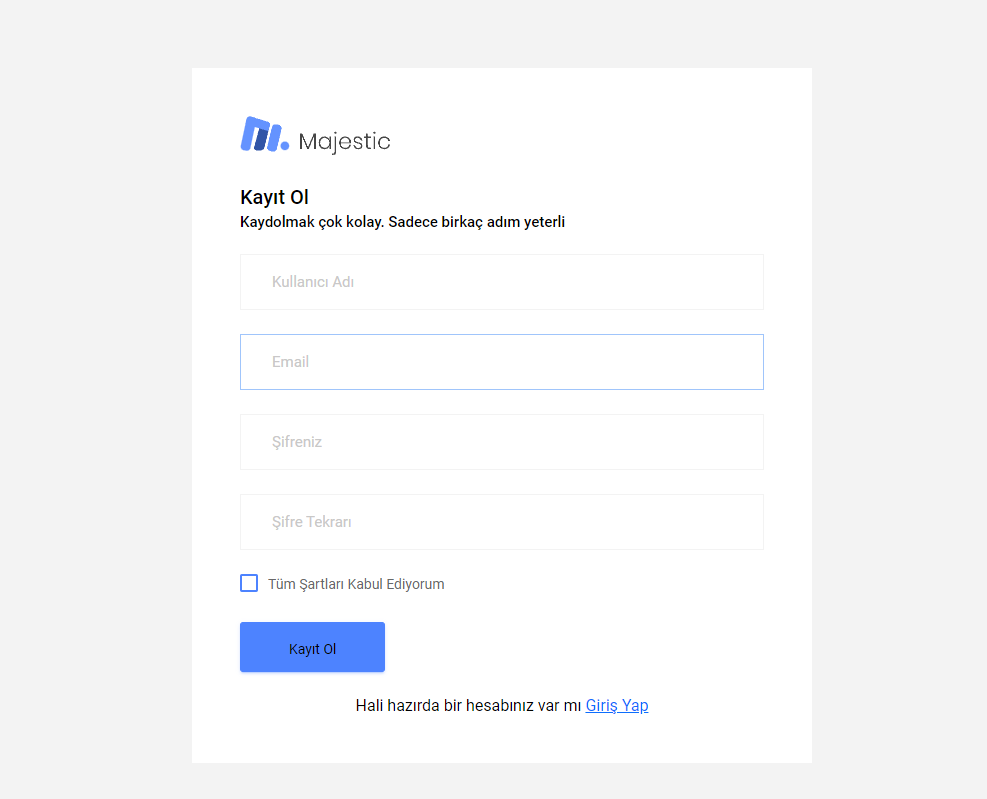 Majestic
Kayıt Ol
Kaydolmak çok kolay. Sadece birkaç adım yeterli
Kullanıcı Adı
Email
Şifreniz
Şifre Tekrarı
Tüm Şartları Kabul Ediyorum
Kayıt Ol
Hali hazırda bir hesabınız var mı Giriş Yap